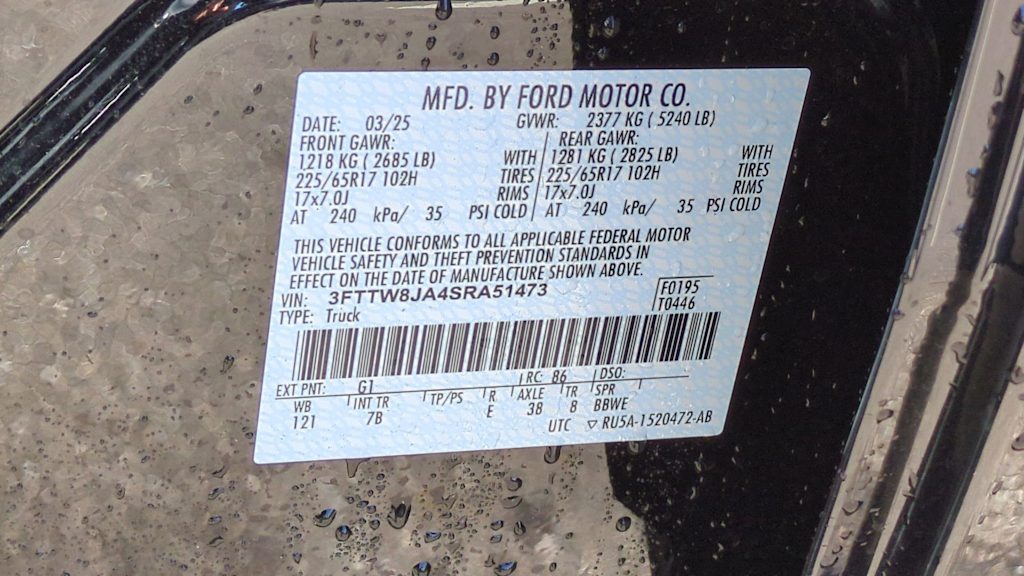 MFD. BY FORD MOTOR CO.
DATE: 03/25 GVWR: 2377 KG ( 5240 LB)
FRONT GAWR: REAR GAWR:
1218 KG ( 2685 LB) WITH 1281 KG ( 2825 LB) WITH
225/65R17 102H TIRES 225/65R17 102H TIRES
17x7.0J RIMS 17x7.0J RIMS
AT 240 kPa/ 35 PSI COLD AT 240 kPa/ 35 PSI COLD
THIS VEHICLE CONFORMS TO ALL APPLICABLE FEDERAL MOTOR
VEHICLE SAFETY AND THEFT PREVENTION STANDARDS IN
EFFECT ON THE DATE OF MANUFACTURE SHOWN ABOVE.
VIN: 3FTTW8JA4SRA51473 F0195
TYPE: Truck T0446
EXT PNT: G1 RC: 86 DSO:
WB INT TR TP/PS R AXLE TR SPR
121 7B E 38 8 BBWE
UTC ▽ RU5A-1520472-AB